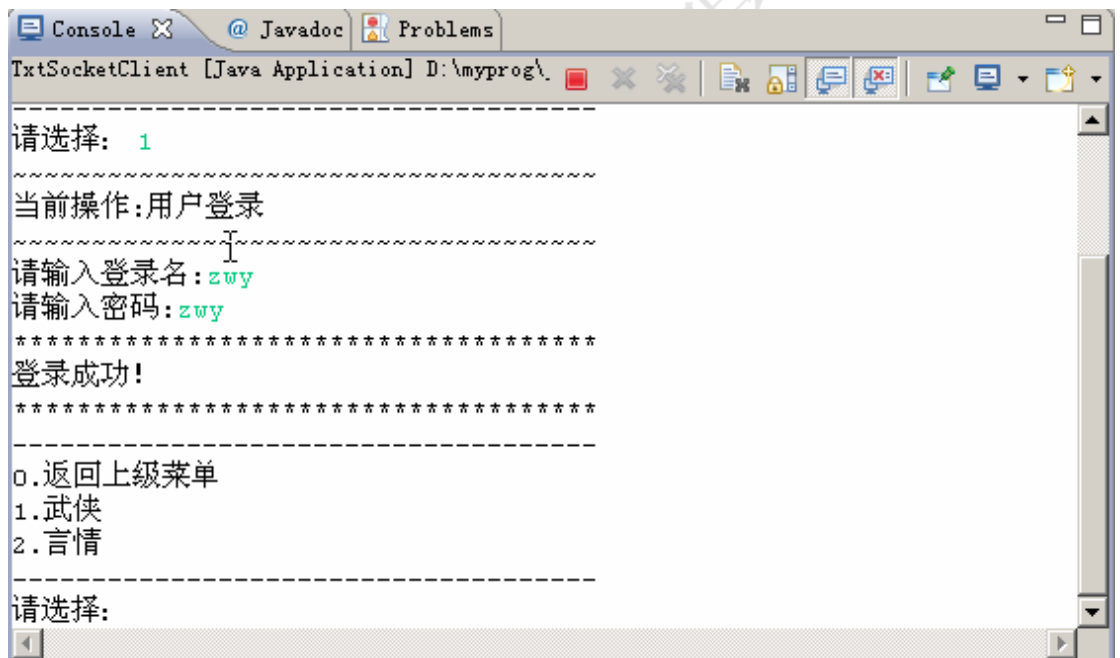 Console @ Javadoc Problems
TxtSocketClient [Java Application] D:\myprog\.
---------------------------------------
请选择: 1
~~~~~~~~~~~~~~~~~~~~~~~~~~~~~~~~~~~~~
当前操作:用户登录
~~~~~~~~~~~~~~~~~~~~~~~~~~~~~~~~~~~~~
请输入登录名:zwy
请输入密码:zwy
*************************************
登录成功!
*************************************
-------------------------------------
0.返回上级菜单
1.武侠
2.言情
-------------------------------------
请选择: